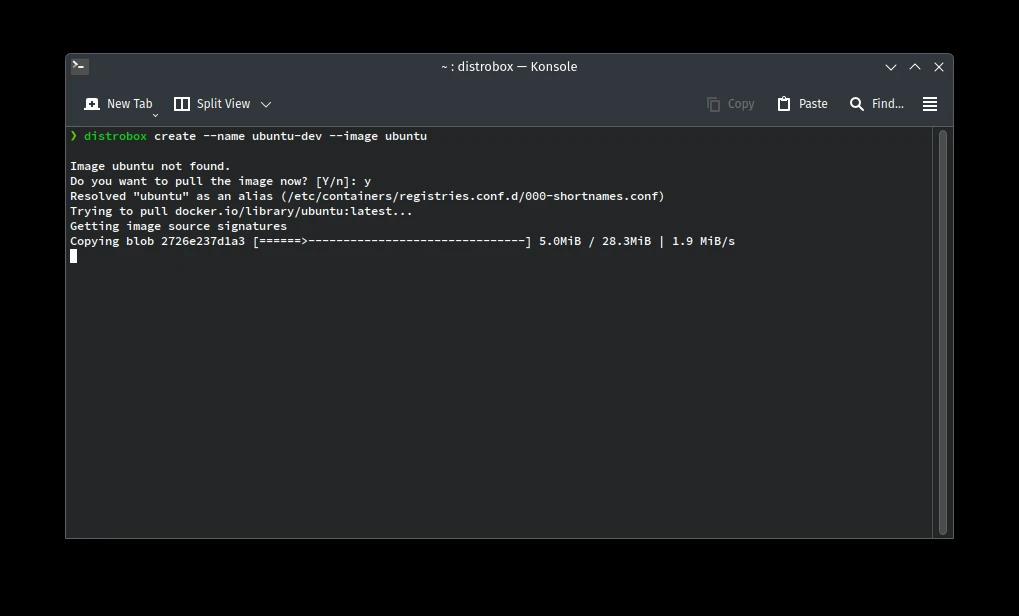 ~ : distrobox — Konsole
New Tab Split View Copy Paste Find...
❯ distrobox create --name ubuntu-dev --image ubuntu
Image ubuntu not found.
Do you want to pull the image now? [Y/n]: y
Resolved "ubuntu" as an alias (/etc/containers/registries.conf.d/000-shortnames.conf)
Trying to pull docker.io/library/ubuntu:latest...
Getting image source signatures
Copying blob 2726e237d1a3 [======>-------------------------------] 5.0MiB / 28.3MiB | 1.9 MiB/s